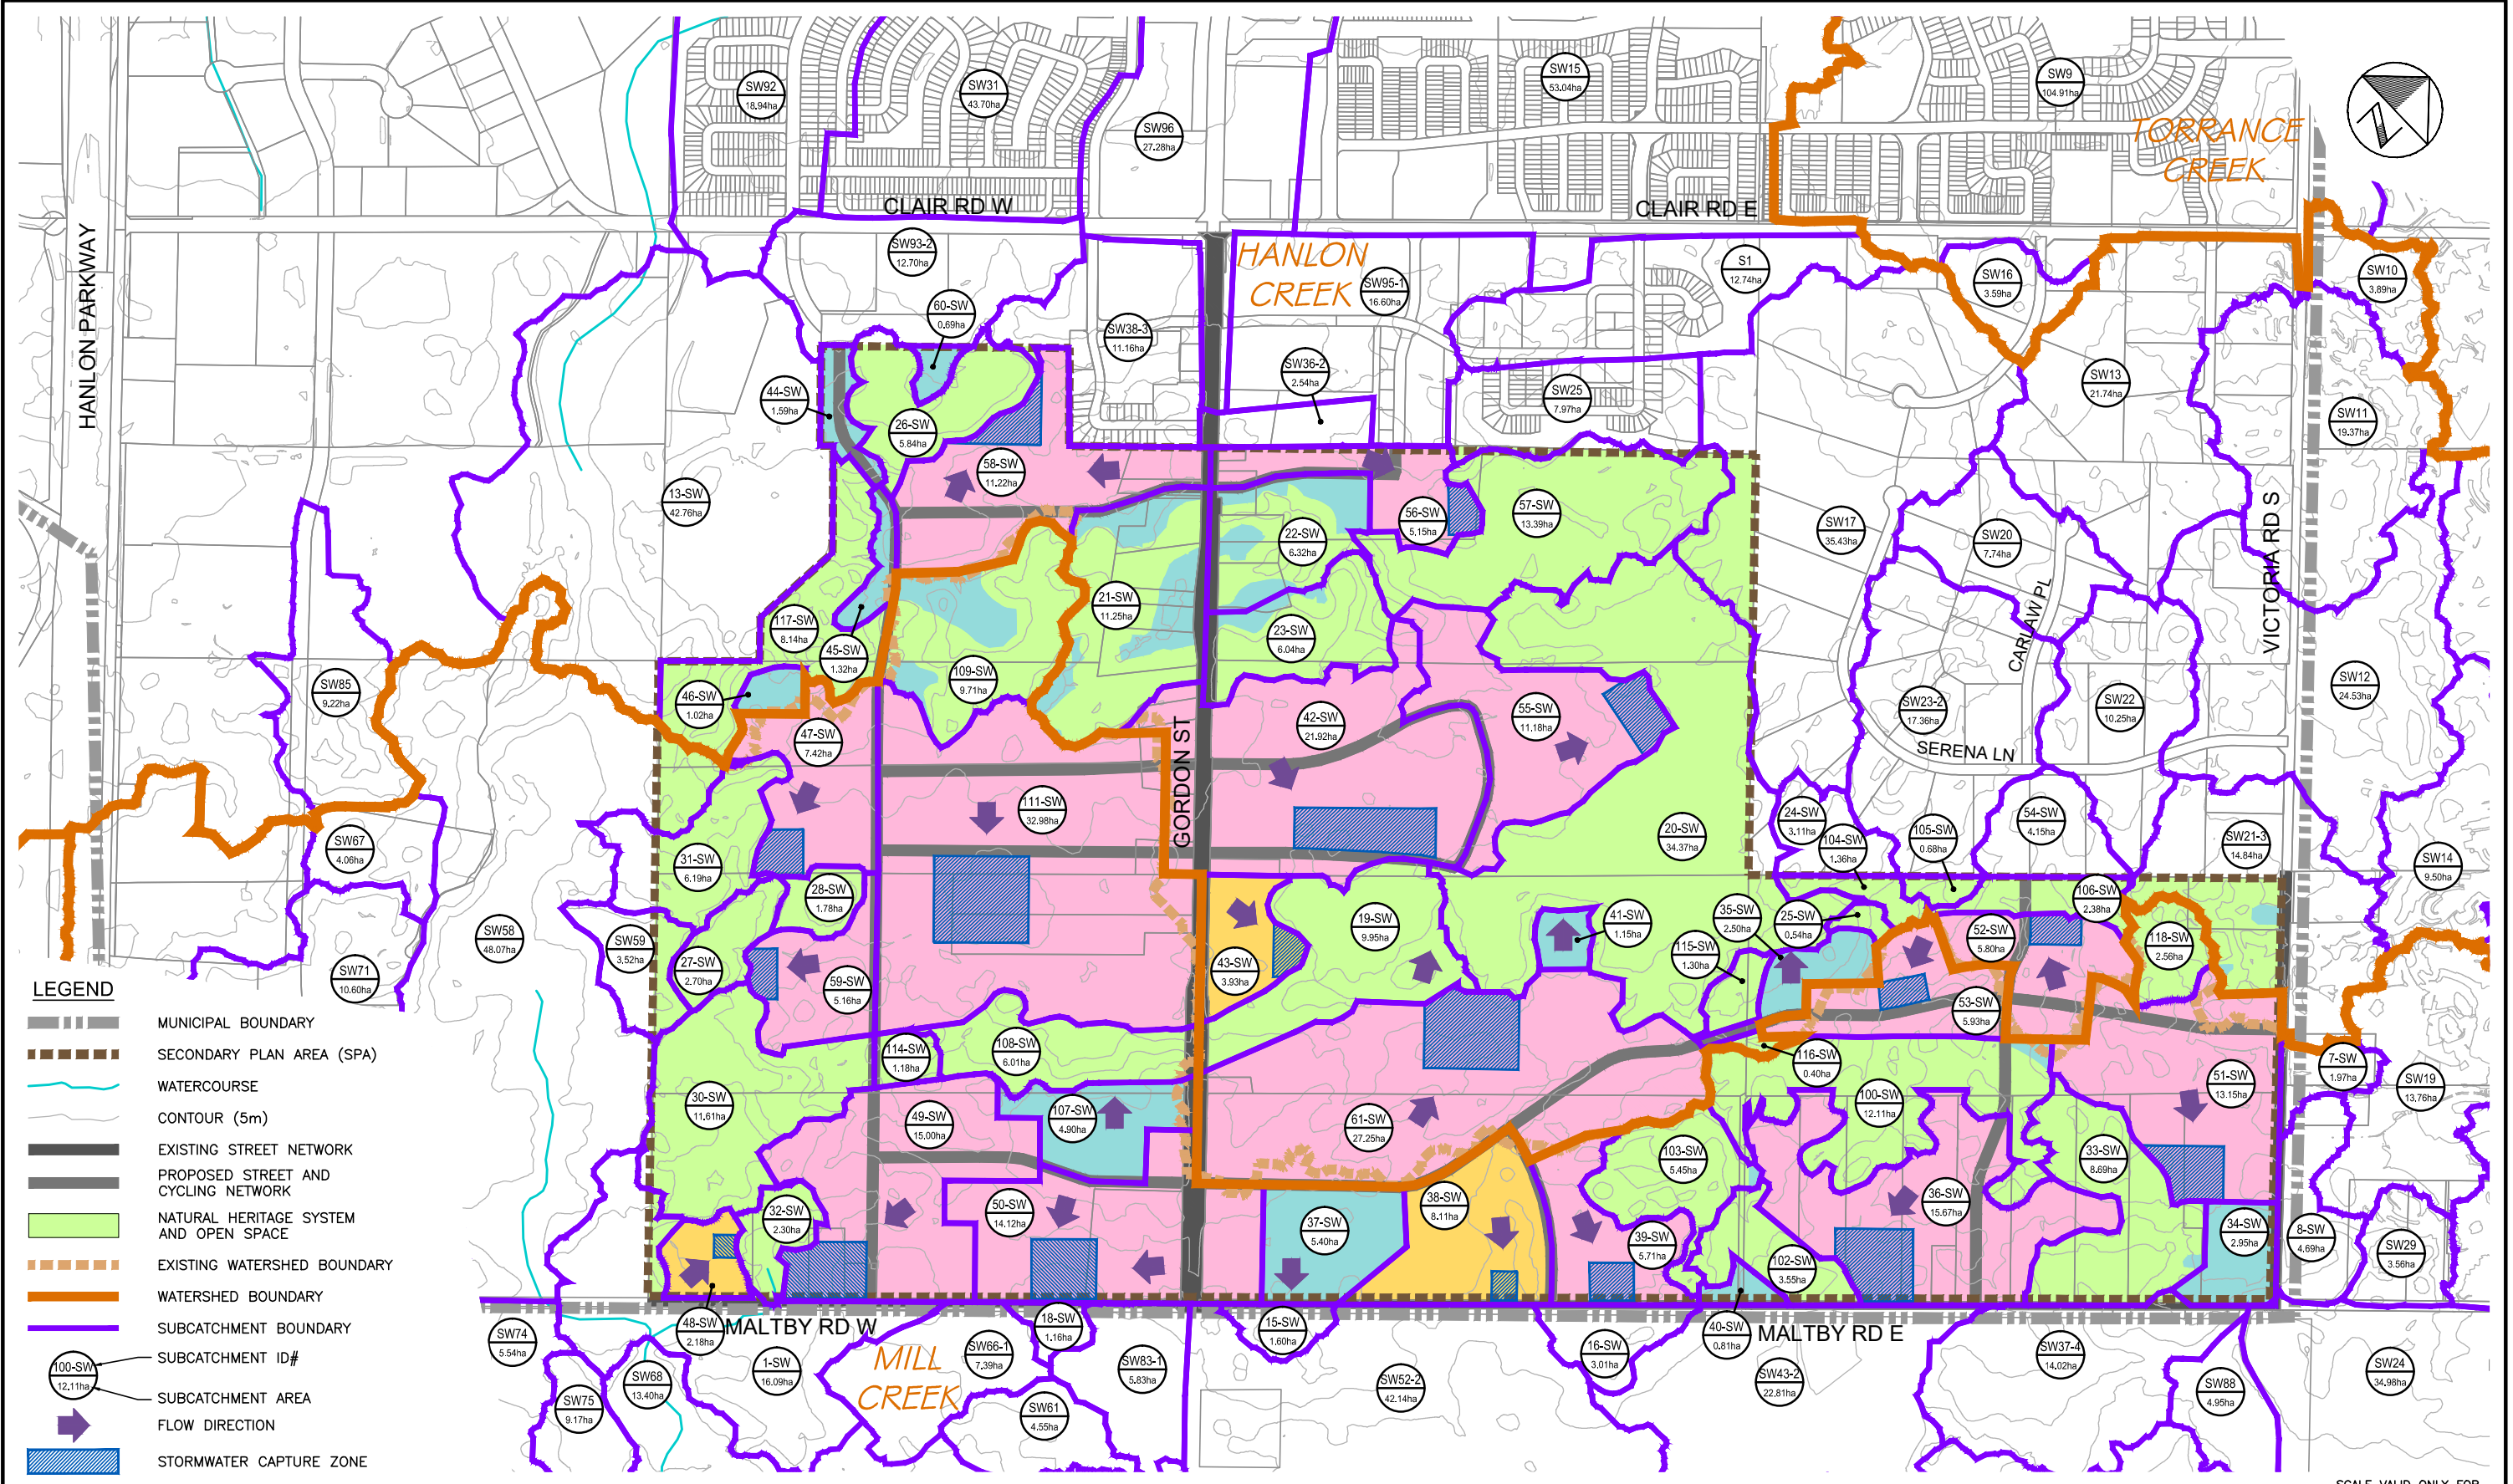 SW92
18.94ha
SW31
43.70ha
SW96
27.28ha
SW15
53.04ha
SW9
104.91ha
TORRANCE
CREEK
CLAIR RD W
CLAIR RD E
HANLON PARKWAY
SW93-2
12.70ha
HANLON
CREEK
SW95-1
16.60ha
S1
12.74ha
SW16
3.59ha
SW10
3.89ha
60-SW
0.69ha
SW38-3
11.16ha
SW36-2
2.54ha
SW25
7.97ha
SW13
21.74ha
SW11
19.37ha
44-SW
1.59ha
26-SW
5.84ha
58-SW
11.22ha
13-SW
42.76ha
56-SW
5.15ha
57-SW
13.39ha
22-SW
6.32ha
SW17
35.43ha
SW20
7.74ha
VICTORIA RD S
CARLAW PL
117-SW
8.14ha
45-SW
1.32ha
21-SW
11.25ha
23-SW
6.04ha
SW85
9.22ha
46-SW
1.02ha
109-SW
9.71ha
47-SW
7.42ha
42-SW
21.92ha
55-SW
11.18ha
SW23-2
17.36ha
SW22
10.25ha
SW12
24.53ha
SERENA LN
GORDON ST
111-SW
32.98ha
20-SW
34.37ha
24-SW
3.11ha
104-SW
1.36ha
105-SW
0.68ha
54-SW
4.15ha
SW21-3
14.84ha
SW14
9.50ha
SW67
4.06ha
31-SW
6.19ha
28-SW
1.78ha
106-SW
2.38ha
SW58
48.07ha
SW59
3.52ha
19-SW
9.95ha
41-SW
1.15ha
35-SW
2.50ha
25-SW
0.54ha
52-SW
5.80ha
118-SW
2.56ha
SW71
10.60ha
27-SW
2.70ha
59-SW
5.16ha
43-SW
3.93ha
115-SW
1.30ha
53-SW
5.93ha
114-SW
1.18ha
108-SW
6.01ha
116-SW
0.40ha
7-SW
1.97ha
SW19
13.76ha
30-SW
11.61ha
49-SW
15.00ha
107-SW
4.90ha
61-SW
27.25ha
100-SW
12.11ha
51-SW
13.15ha
103-SW
5.45ha
33-SW
8.69ha
32-SW
2.30ha
50-SW
14.12ha
37-SW
5.40ha
38-SW
8.11ha
39-SW
5.71ha
36-SW
15.67ha
34-SW
2.95ha
8-SW
4.69ha
SW29
3.56ha
102-SW
3.55ha
48-SW
2.18ha
MALTBY RD W
18-SW
1.16ha
15-SW
1.60ha
40-SW
0.81ha
MALTBY RD E
SW74
5.54ha
SW68
13.40ha
1-SW
16.09ha
MILL
CREEK
SW66-1
7.39ha
SW83-1
5.83ha
16-SW
3.01ha
SW43-2
22.81ha
SW37-4
14.02ha
SW24
34.98ha
SW75
9.17ha
SW61
4.55ha
SW52-2
42.14ha
SW88
4.95ha
LEGEND
MUNICIPAL BOUNDARY
SECONDARY PLAN AREA (SPA)
WATERCOURSE
CONTOUR (5m)
EXISTING STREET NETWORK
PROPOSED STREET AND
CYCLING NETWORK
NATURAL HERITAGE SYSTEM
AND OPEN SPACE
EXISTING WATERSHED BOUNDARY
WATERSHED BOUNDARY
SUBCATCHMENT BOUNDARY
100-SW
12.11ha
SUBCATCHMENT ID#
SUBCATCHMENT AREA
FLOW DIRECTION
STORMWATER CAPTURE ZONE
SCALE VALID ONLY FOR